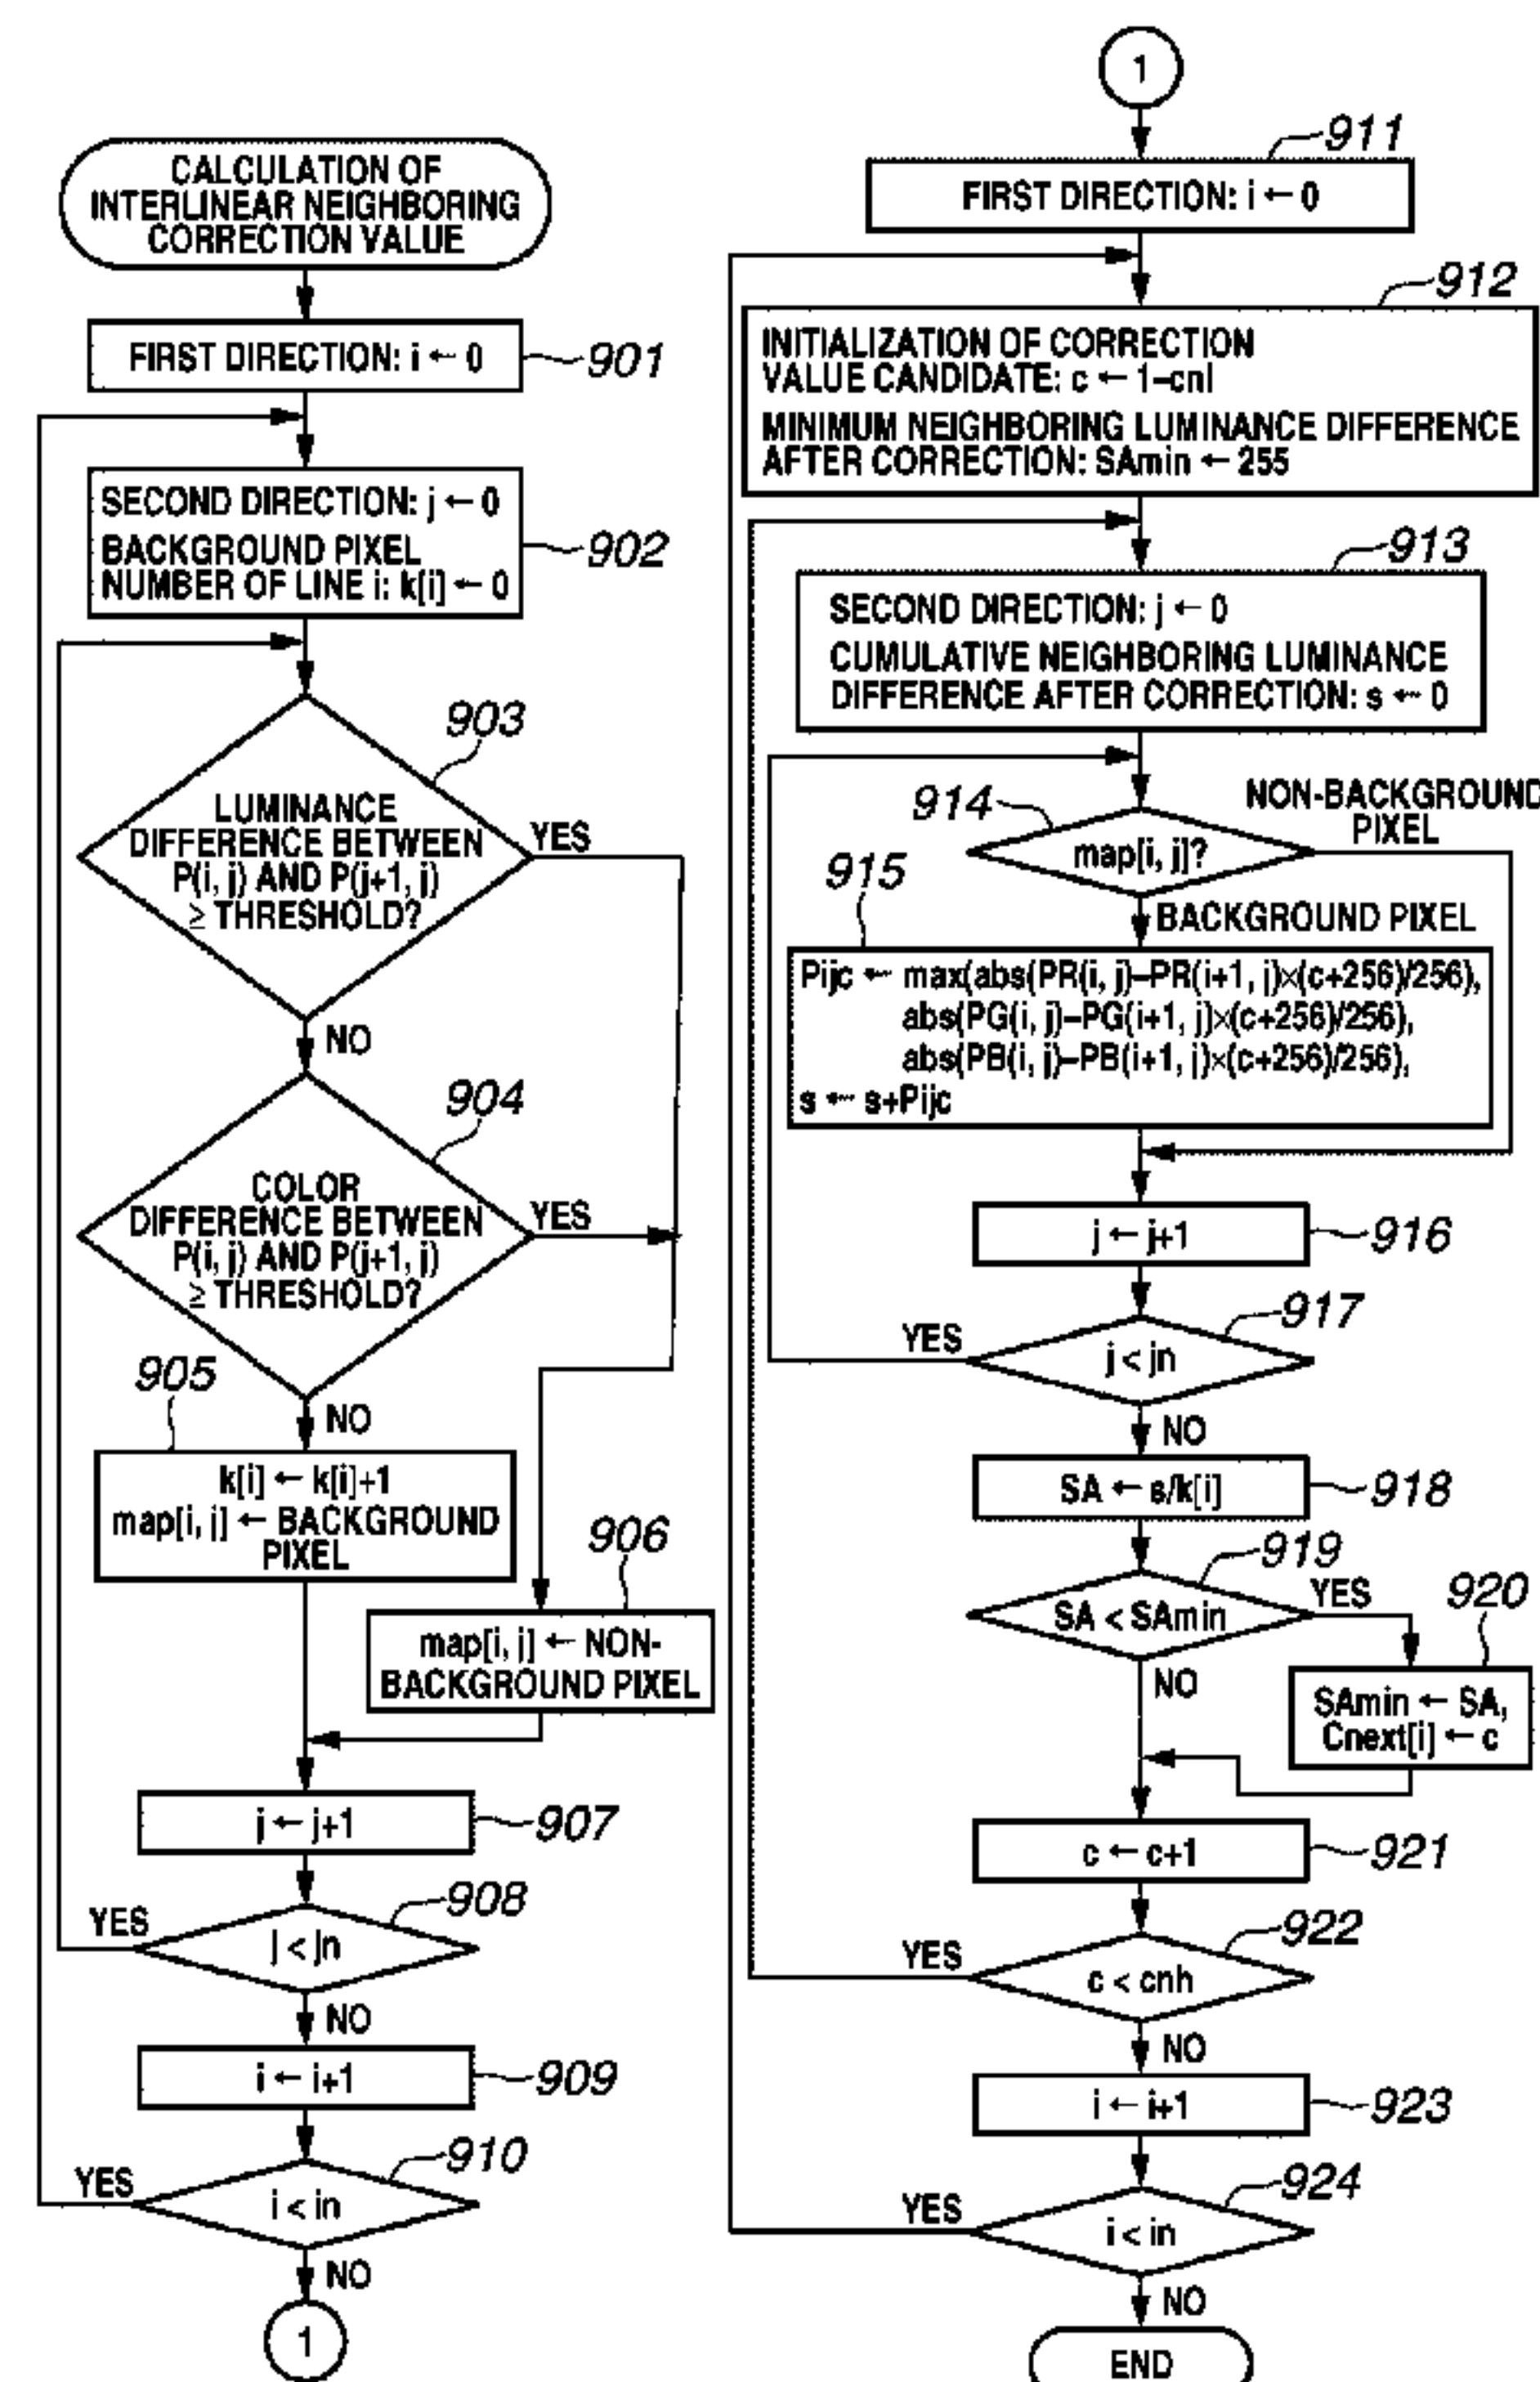 CALCULATION OF
INTERLINEAR NEIGHBORING
CORRECTION VALUE
FIRST DIRECTION: i ← 0
901
SECOND DIRECTION: j ← 0
BACKGROUND PIXEL
NUMBER OF LINE i: k[i] ← 0
902
903
LUMINANCE
DIFFERENCE BETWEEN
P(i, j) AND P(j+1, j)
≥ THRESHOLD?
YES
NO
904
COLOR
DIFFERENCE BETWEEN
P(i, j) AND P(j+1, j)
≥ THRESHOLD?
YES
NO
905
k[i] ← k[i]+1
map[i, j] ← BACKGROUND
PIXEL
906
map[i, j] ← NON-
BACKGROUND PIXEL
j ← j+1
907
908
YES
j < jn
NO
i ← i+1
909
910
YES
i < in
NO
1
1
911
FIRST DIRECTION: i ← 0
912
INITIALIZATION OF CORRECTION
VALUE CANDIDATE: c ← 1–cnl
MINIMUM NEIGHBORING LUMINANCE DIFFERENCE
AFTER CORRECTION: SAmin ← 255
913
SECOND DIRECTION: j ← 0
CUMULATIVE NEIGHBORING LUMINANCE
DIFFERENCE AFTER CORRECTION: s ← 0
914
map[i, j]?
NON-BACKGROUND
PIXEL
915
BACKGROUND PIXEL
Pijc ← max(abs(PR(i, j)–PR(i+1, j)×(c+256)/256),
abs(PG(i, j)–PG(i+1, j)×(c+256)/256),
abs(PB(i, j)–PB(i+1, j)×(c+256)/256),
s ← s+Pijc
j ← j+1
916
917
YES
j < jn
NO
SA ← s/k[i]
918
919
SA < SAmin
YES
920
NO
SAmin ← SA,
Cnext[i] ← c
c ← c+1
921
922
YES
c < cnh
NO
i ← i+1
923
924
YES
i < in
NO
END